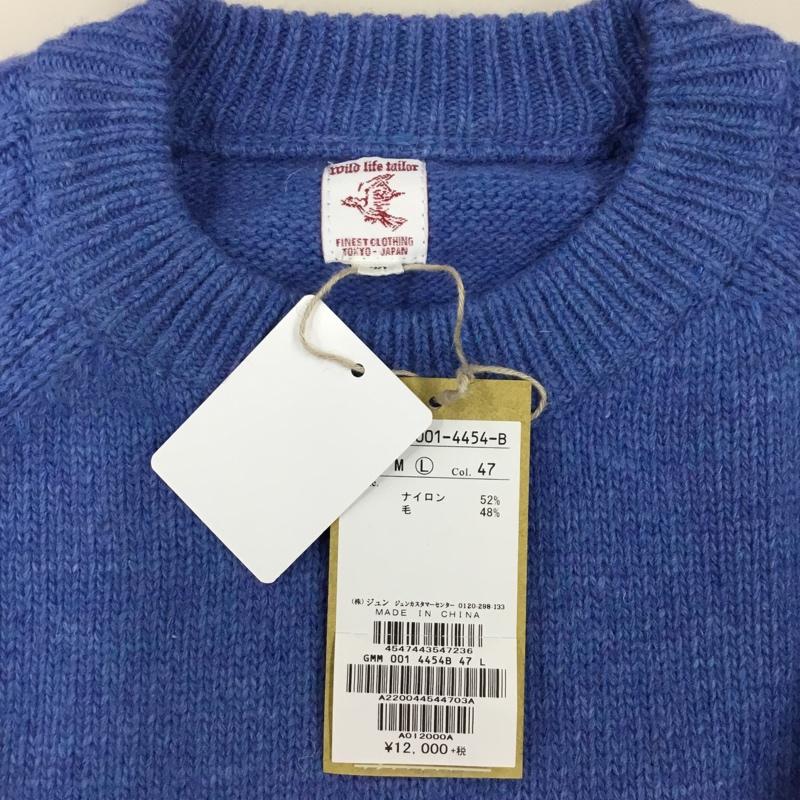 wild life tailor
FINEST CLOTHING
TOKYO - JAPAN
001-4454-B
M Ⓛ Col. 47
ナイロン 52%
毛 48%
(株)ジュン ジュンカスタマーセンター 0120-298-133
MADE IN CHINA
4547443547236
GMM 001 4454B 47 L
A220044544703A
A012000A
¥12,000+税